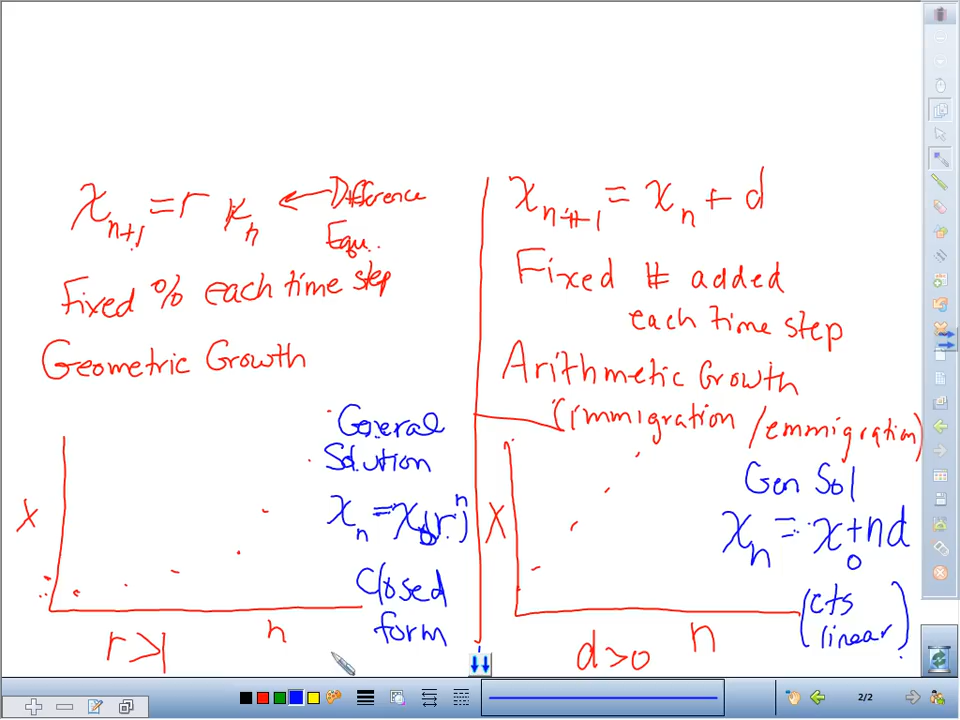 x_{n+1} = r x_n ← Difference
Equ..
Fixed % each time step
Geometric Growth
General
Solution
x_n = x_0(r)^n
Closed
form
X
n
r>1
x_{n+1} = x_n + d
Fixed # added
each time step
Arithmetic Growth
(immigration/emmigration)
Gen Sol
x_n = x_0 + nd
(cts
linear)
X
n
d>0
2/2